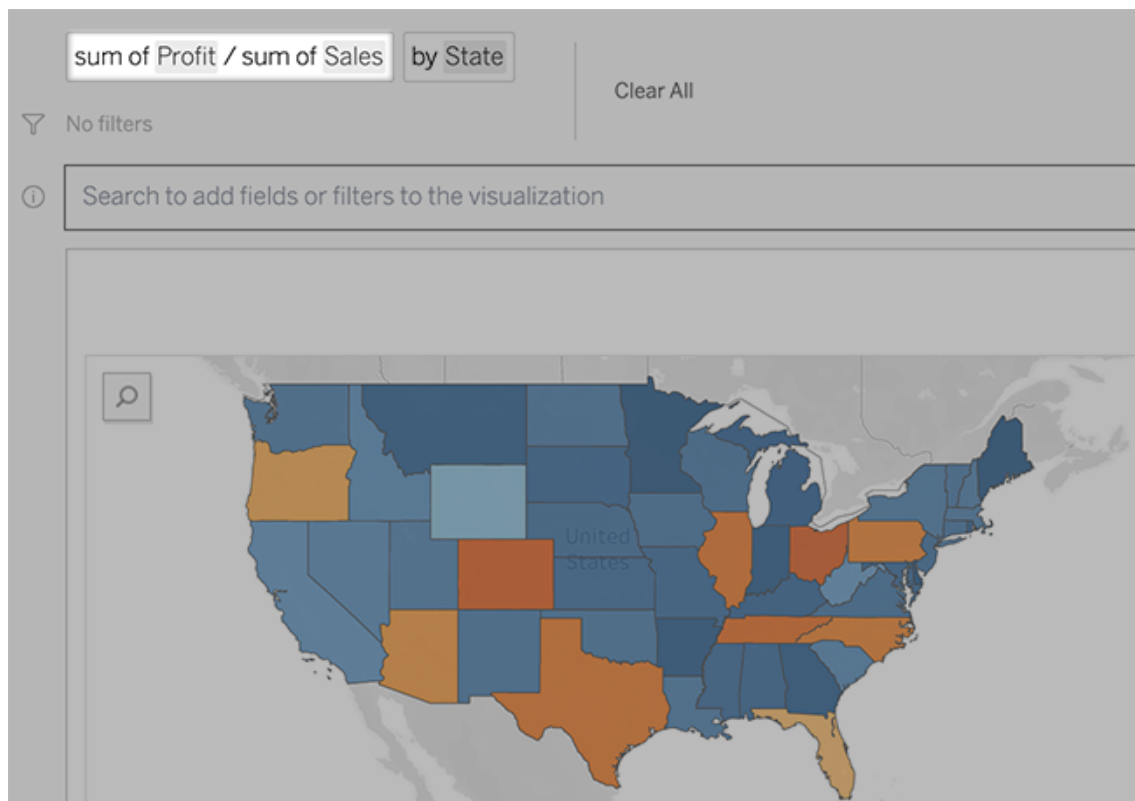 sum of Profit / sum of Sales by State
Clear All
No filters
Search to add fields or filters to the visualization
United
States